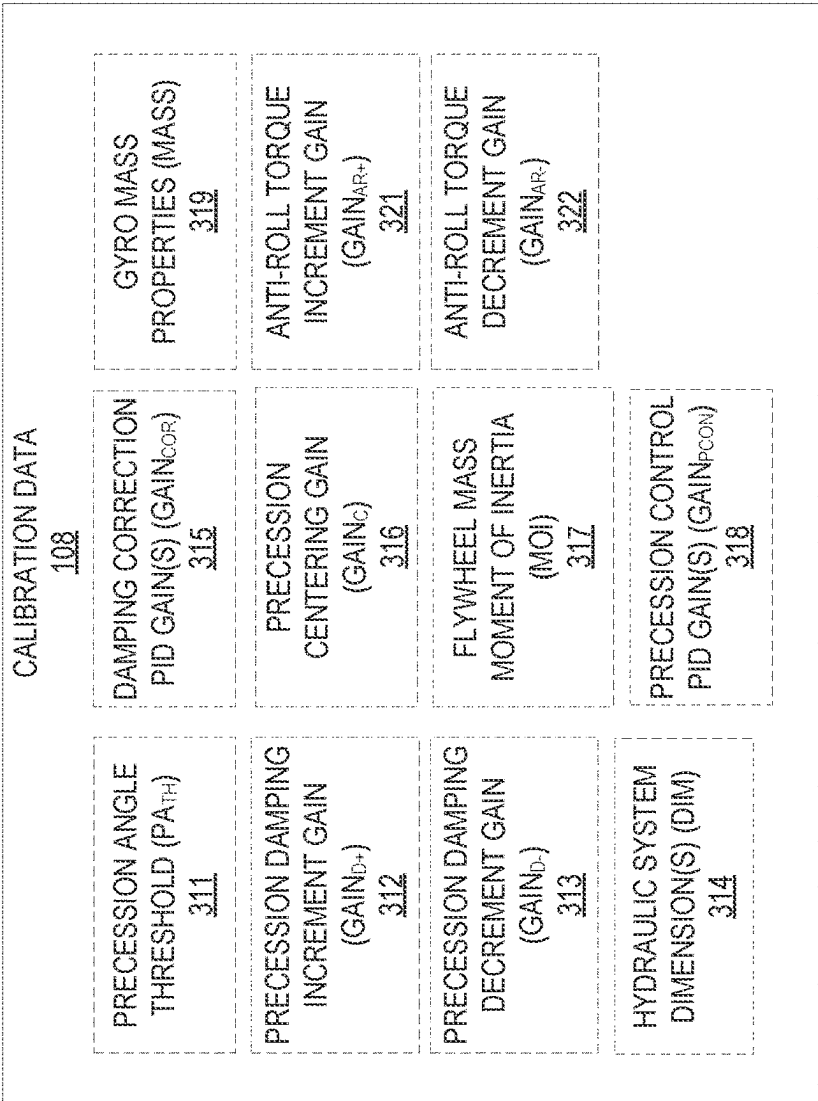 CALIBRATION DATA
108
PRECESSION ANGLE
THRESHOLD (PATH)
311
PRECESSION DAMPING
INCREMENT GAIN
(GAIND+)
312
PRECESSION DAMPING
DECREMENT GAIN
(GAIND-)
313
HYDRAULIC SYSTEM
DIMENSION(S) (DIM)
314
DAMPING CORRECTION
PID GAIN(S) (GAINCOR)
315
PRECESSION
CENTERING GAIN
(GAINC)
316
FLYWHEEL MASS
MOMENT OF INERTIA
(MOI)
317
PRECESSION CONTROL
PID GAIN(S) (GAINPCON)
318
GYRO MASS
PROPERTIES (MASS)
319
ANTI-ROLL TORQUE
INCREMENT GAIN
(GAINAR+)
321
ANTI-ROLL TORQUE
DECREMENT GAIN
(GAINAR-)
322